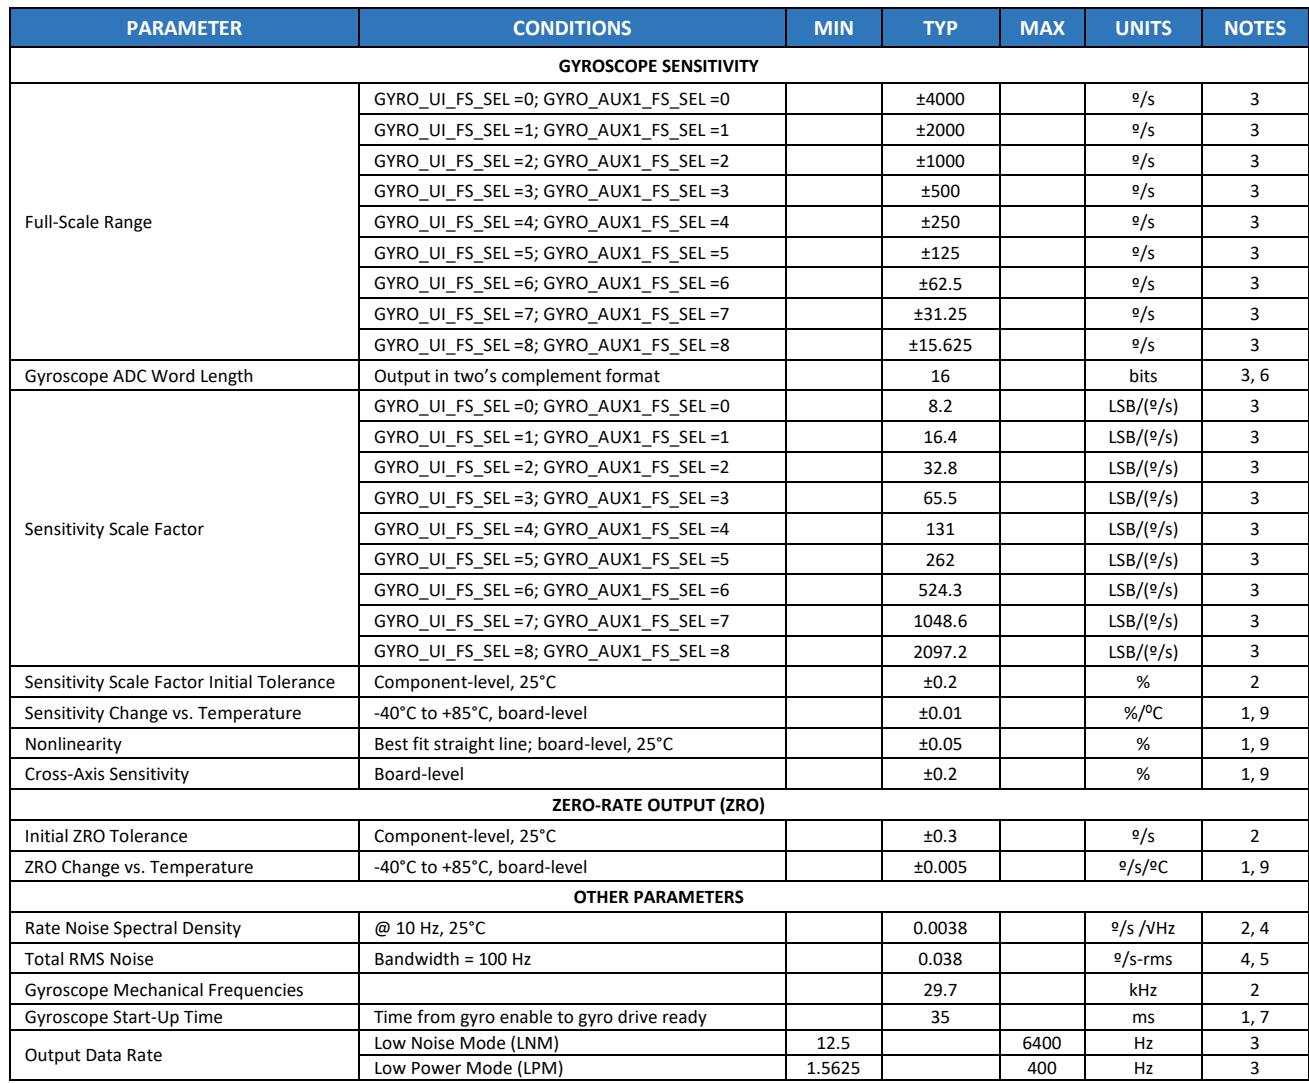 PARAMETER CONDITIONS MIN TYP MAX UNITS NOTES
GYROSCOPE SENSITIVITY
Full-Scale Range
GYRO_UI_FS_SEL =0; GYRO_AUX1_FS_SEL =0 ±4000 º/s 3
GYRO_UI_FS_SEL =1; GYRO_AUX1_FS_SEL =1 ±2000 º/s 3
GYRO_UI_FS_SEL =2; GYRO_AUX1_FS_SEL =2 ±1000 º/s 3
GYRO_UI_FS_SEL =3; GYRO_AUX1_FS_SEL =3 ±500 º/s 3
GYRO_UI_FS_SEL =4; GYRO_AUX1_FS_SEL =4 ±250 º/s 3
GYRO_UI_FS_SEL =5; GYRO_AUX1_FS_SEL =5 ±125 º/s 3
GYRO_UI_FS_SEL =6; GYRO_AUX1_FS_SEL =6 ±62.5 º/s 3
GYRO_UI_FS_SEL =7; GYRO_AUX1_FS_SEL =7 ±31.25 º/s 3
GYRO_UI_FS_SEL =8; GYRO_AUX1_FS_SEL =8 ±15.625 º/s 3
Gyroscope ADC Word Length Output in two’s complement format 16 bits 3, 6
Sensitivity Scale Factor
GYRO_UI_FS_SEL =0; GYRO_AUX1_FS_SEL =0 8.2 LSB/(º/s) 3
GYRO_UI_FS_SEL =1; GYRO_AUX1_FS_SEL =1 16.4 LSB/(º/s) 3
GYRO_UI_FS_SEL =2; GYRO_AUX1_FS_SEL =2 32.8 LSB/(º/s) 3
GYRO_UI_FS_SEL =3; GYRO_AUX1_FS_SEL =3 65.5 LSB/(º/s) 3
GYRO_UI_FS_SEL =4; GYRO_AUX1_FS_SEL =4 131 LSB/(º/s) 3
GYRO_UI_FS_SEL =5; GYRO_AUX1_FS_SEL =5 262 LSB/(º/s) 3
GYRO_UI_FS_SEL =6; GYRO_AUX1_FS_SEL =6 524.3 LSB/(º/s) 3
GYRO_UI_FS_SEL =7; GYRO_AUX1_FS_SEL =7 1048.6 LSB/(º/s) 3
GYRO_UI_FS_SEL =8; GYRO_AUX1_FS_SEL =8 2097.2 LSB/(º/s) 3
Sensitivity Scale Factor Initial Tolerance Component-level, 25°C ±0.2 % 2
Sensitivity Change vs. Temperature -40°C to +85°C, board-level ±0.01 %/⁰C 1, 9
Nonlinearity Best fit straight line; board-level, 25°C ±0.05 % 1, 9
Cross-Axis Sensitivity Board-level ±0.2 % 1, 9
ZERO-RATE OUTPUT (ZRO)
Initial ZRO Tolerance Component-level, 25°C ±0.3 º/s 2
ZRO Change vs. Temperature -40°C to +85°C, board-level ±0.005 º/s/ºC 1, 9
OTHER PARAMETERS
Rate Noise Spectral Density @ 10 Hz, 25°C 0.0038 º/s /√Hz 2, 4
Total RMS Noise Bandwidth = 100 Hz 0.038 º/s-rms 4, 5
Gyroscope Mechanical Frequencies 29.7 kHz 2
Gyroscope Start-Up Time Time from gyro enable to gyro drive ready 35 ms 1, 7
Output Data Rate
Low Noise Mode (LNM) 12.5 6400 Hz 3
Low Power Mode (LPM) 1.5625 400 Hz 3